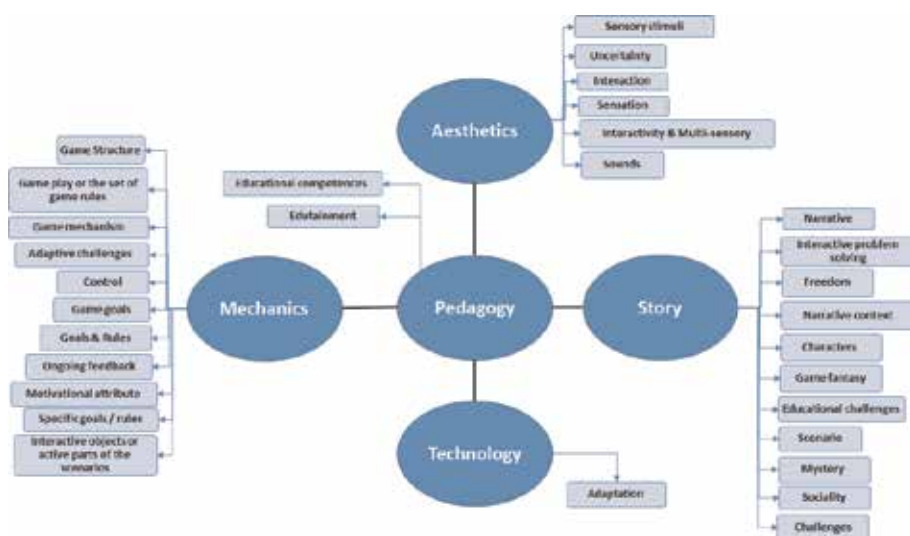 Sensory stimuli
Uncertainty
Interaction
Sensation
Interactivity & Multi-sensory
Sounds
Aesthetics
Educational competences
Edutainment
Game Structure
Game play or the set of
game rules
Game mechanism
Adaptive challenges
Control
Game goals
Goals & Rules
Ongoing feedback
Motivational attribute
Specific goals / rules
Interactive objects or
active parts of the
scenarios
Mechanics
Pedagogy
Story
Narrative
Interactive problem
solving
Freedom
Narrative context
Characters
Game fantasy
Educational challenges
Scenario
Mystery
Sociality
Challenges
Technology
Adaptation